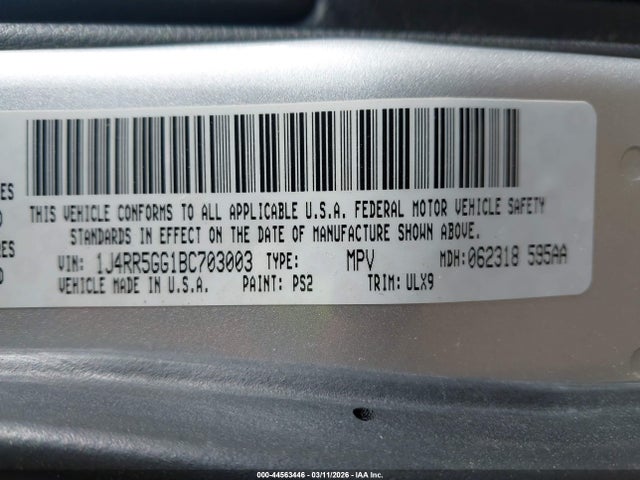 THIS VEHICLE CONFORMS TO ALL APPLICABLE U.S.A. FEDERAL MOTOR VEHICLE SAFETY
STANDARDS IN EFFECT ON THE DATE OF MANUFACTURE SHOWN ABOVE.
VIN: 1J4RR5GG1BC703003 TYPE: MPV MDH: 062318 595AA
VEHICLE MADE IN U.S.A. PAINT: PS2 TRIM: ULX9
000-44563446 - 03/11/2026 - IAA Inc.